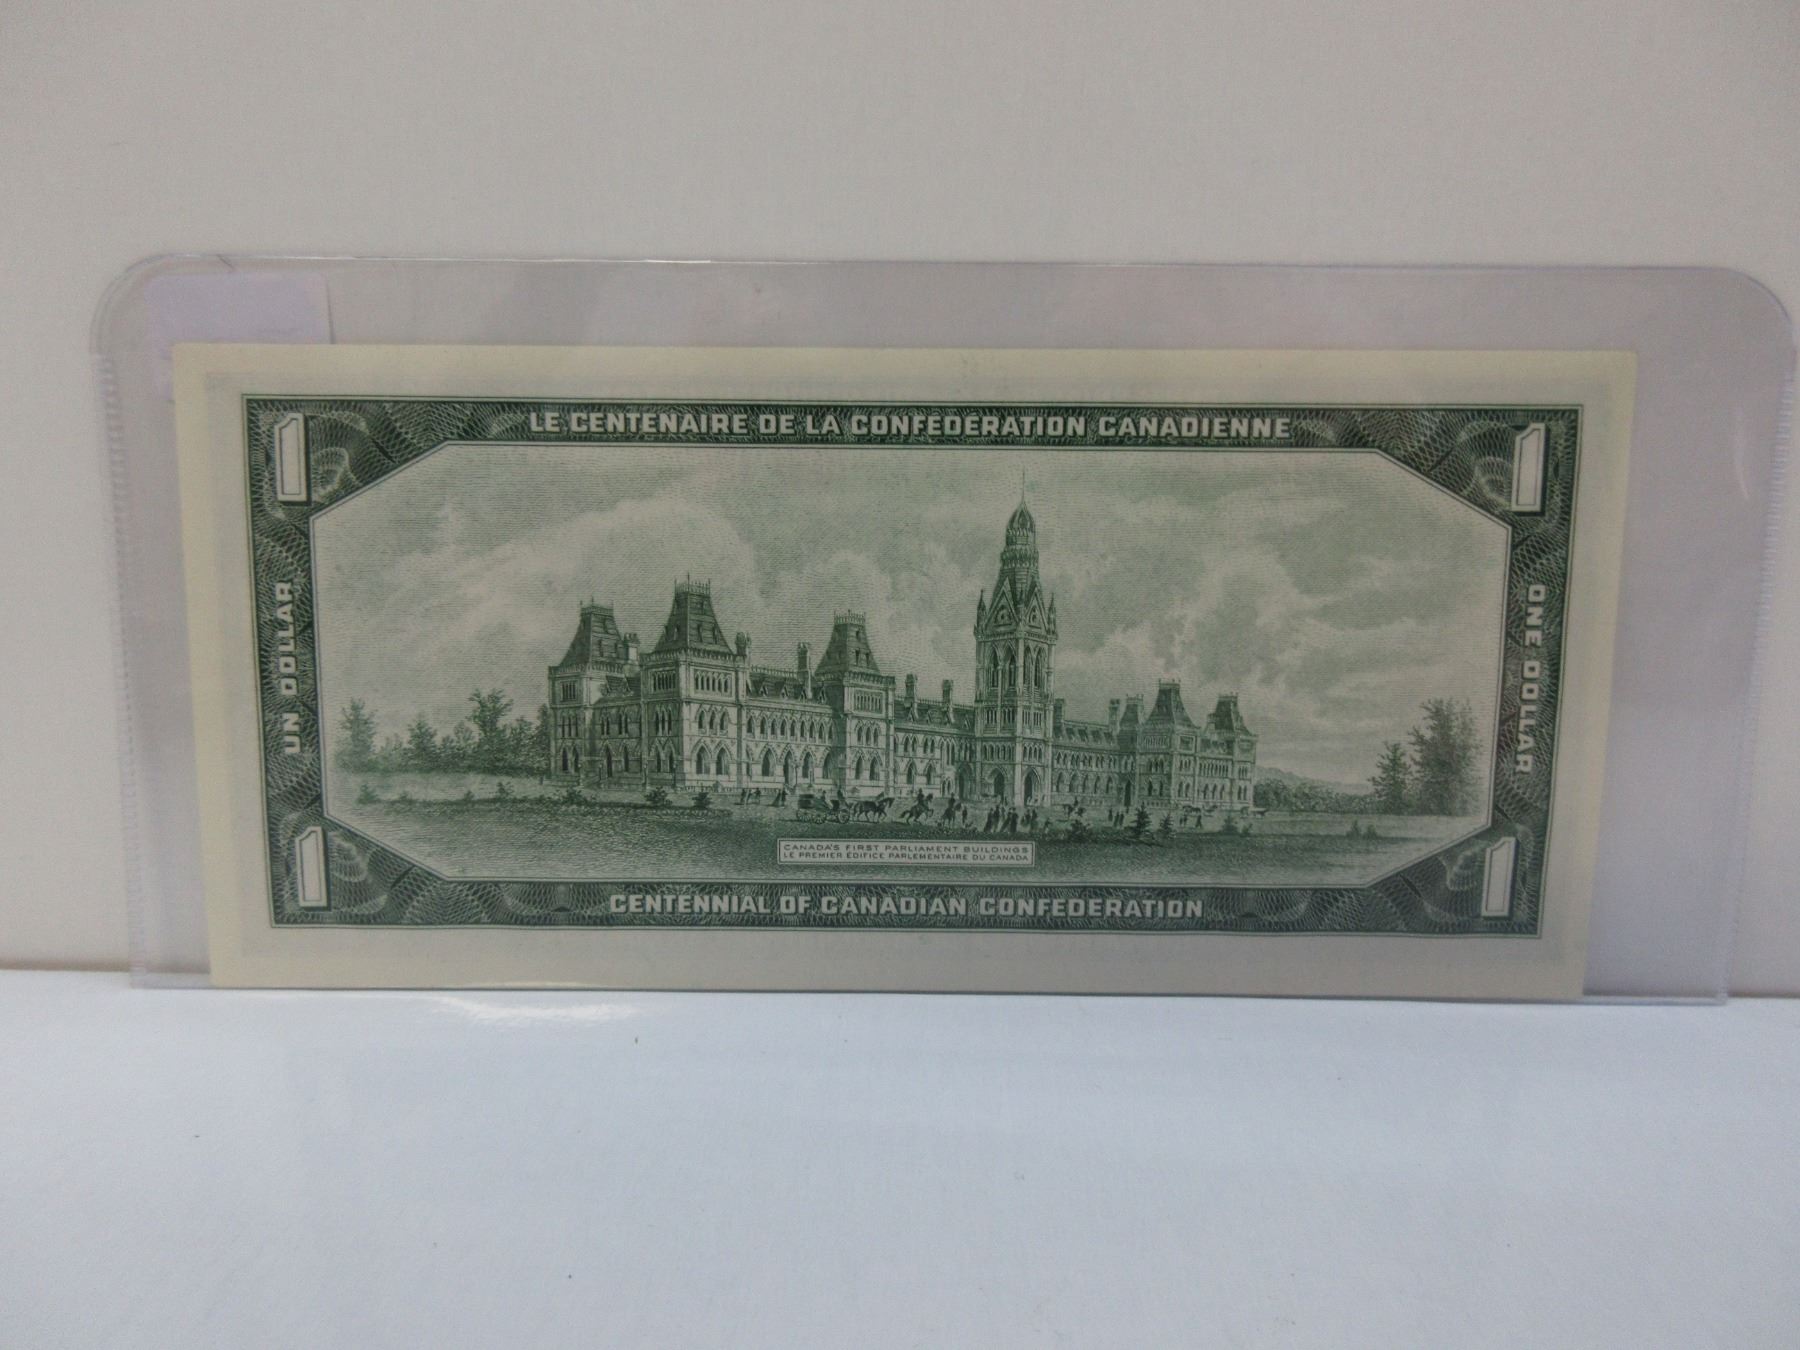 LE CENTENAIRE DE LA CONFÉDÉRATION CANADIENNE
1
1
UN DOLLAR
ONE DOLLAR
CANADA'S FIRST PARLIAMENT BUILDINGS
LE PREMIER ÉDIFICE PARLEMENTAIRE DU CANADA
1
1
CENTENNIAL OF CANADIAN CONFEDERATION